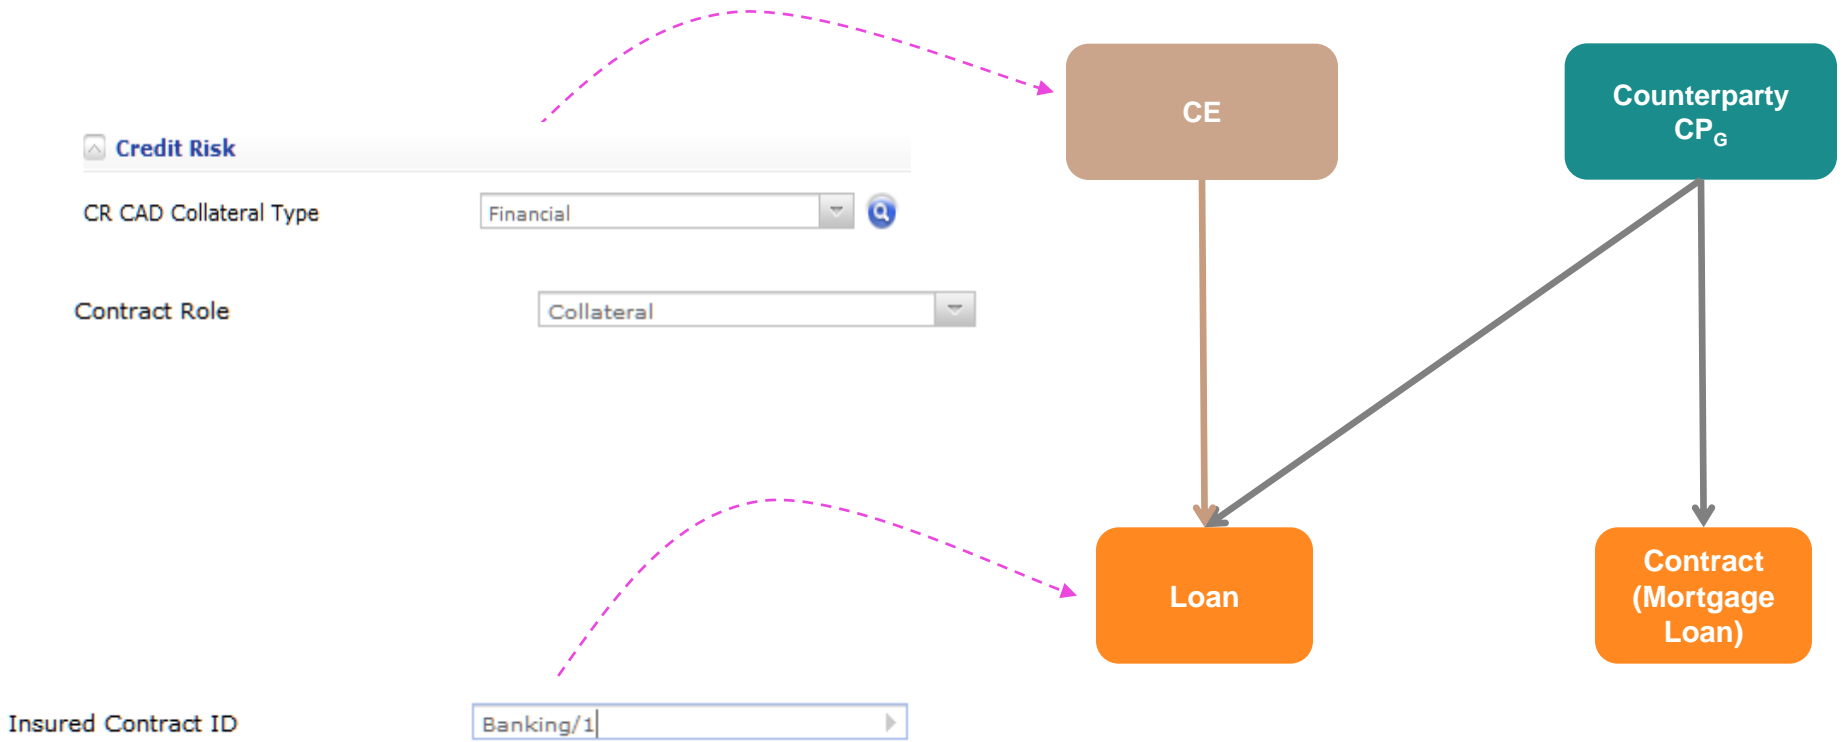 CE
Counterparty
CPG
Credit Risk
CR CAD Collateral Type
Financial
Contract Role
Collateral
Loan
Contract
(Mortgage
Loan)
Insured Contract ID
Banking/1